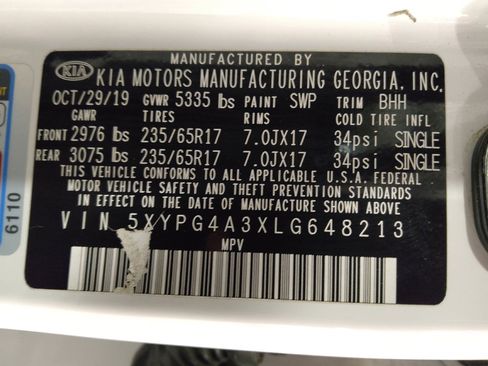 MANUFACTURED BY
KIA KIA MOTORS MANUFACTURING GEORGIA, INC.
OCT/29/19 GVWR 5335 lbs PAINT SWP TRIM BHH
GAWR TIRES RIMS COLD TIRE INFL
FRONT 2976 lbs 235/65R17 7.0JX17 34psi SINGLE
REAR 3075 lbs 235/65R17 7.0JX17 34psi SINGLE
THIS VEHICLE CONFORMS TO ALL APPLICABLE U.S.A. FEDERAL
MOTOR VEHICLE SAFETY AND THEFT PREVENTION STANDARDS
IN EFFECT ON THE DATE OF MANUFACTURE SHOWN ABOVE
VIN 5XYPG4A3XLG648213
MPV
6110